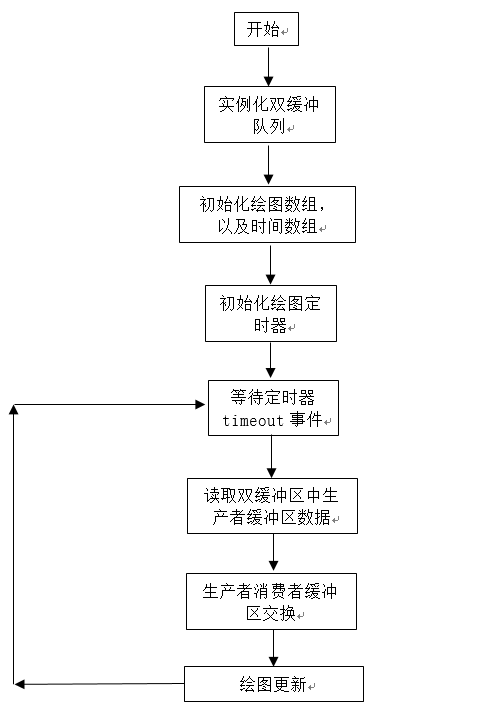 开始
实例化双缓冲
队列
初始化绘图数组，
以及时间数组
初始化绘图定
时器
等待定时器
timeout 事件
读取双缓冲区中生
产者缓冲区数据
生产者消费者缓冲
区交换
绘图更新